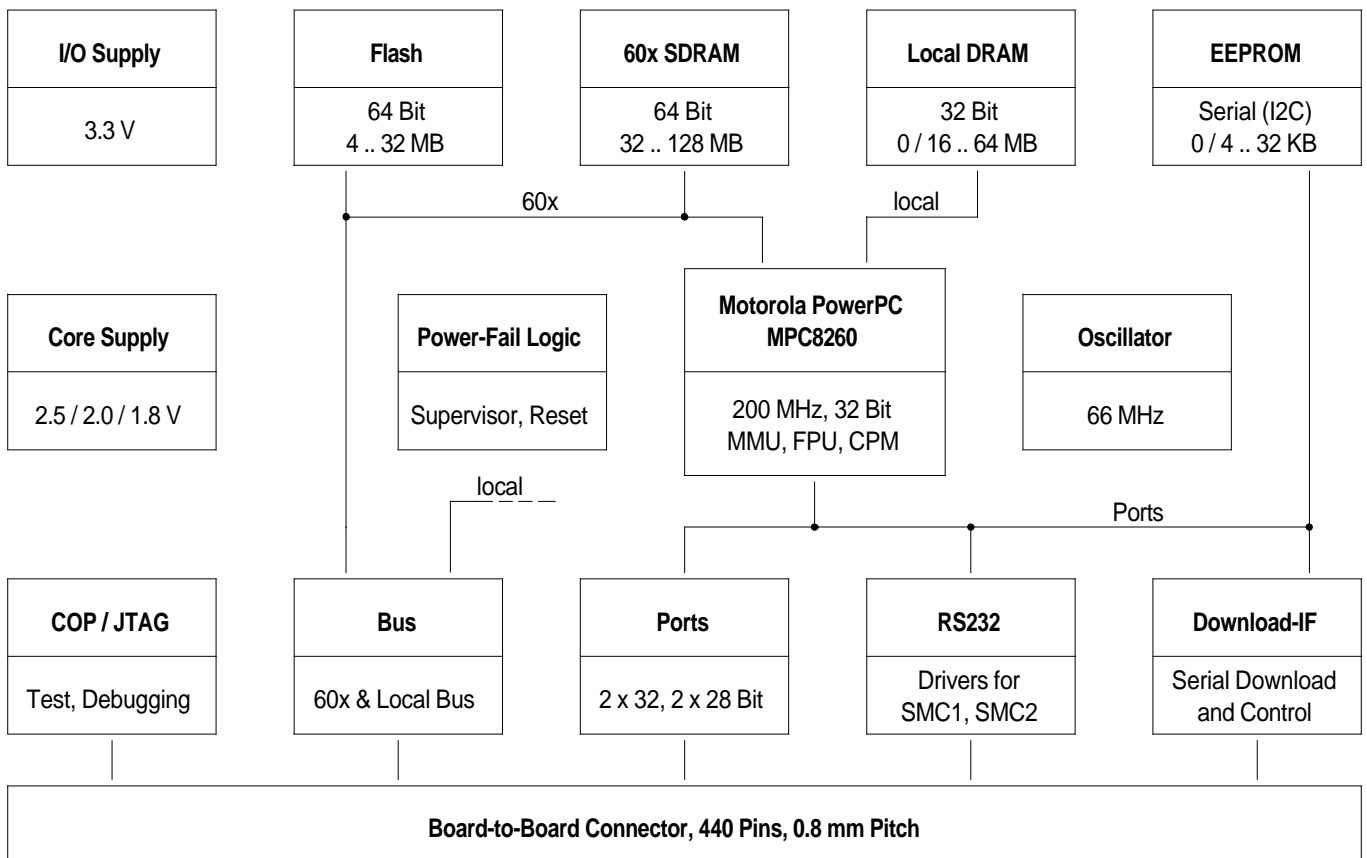 I/O Supply
3.3 V
Flash
64 Bit
4 .. 32 MB
60x SDRAM
64 Bit
32 .. 128 MB
Local DRAM
32 Bit
0 / 16 .. 64 MB
EEPROM
Serial (I2C)
0 / 4 .. 32 KB
60x
local
Core Supply
2.5 / 2.0 / 1.8 V
Power-Fail Logic
Supervisor, Reset
Motorola PowerPC
MPC8260
200 MHz, 32 Bit
MMU, FPU, CPM
Oscillator
66 MHz
local
Ports
COP / JTAG
Test, Debugging
Bus
60x & Local Bus
Ports
2 x 32, 2 x 28 Bit
RS232
Drivers for
SMC1, SMC2
Download-IF
Serial Download
and Control
Board-to-Board Connector, 440 Pins, 0.8 mm Pitch